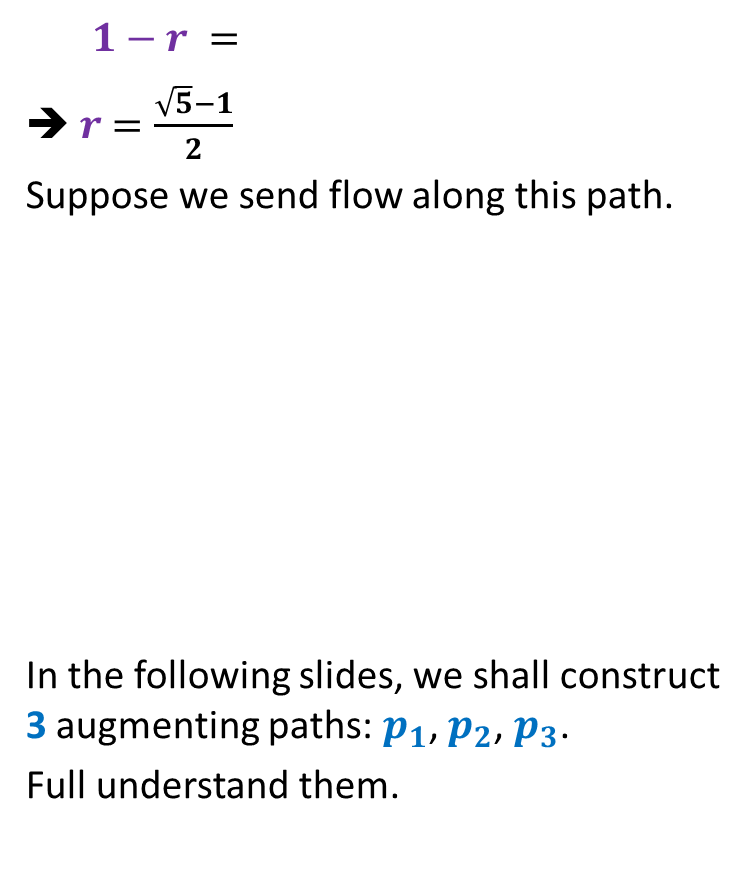 1 − r =
➔ r = (√5−1)/2
Suppose we send flow along this path.
In the following slides, we shall construct
3 augmenting paths: p₁, p₂, p₃.
Full understand them.